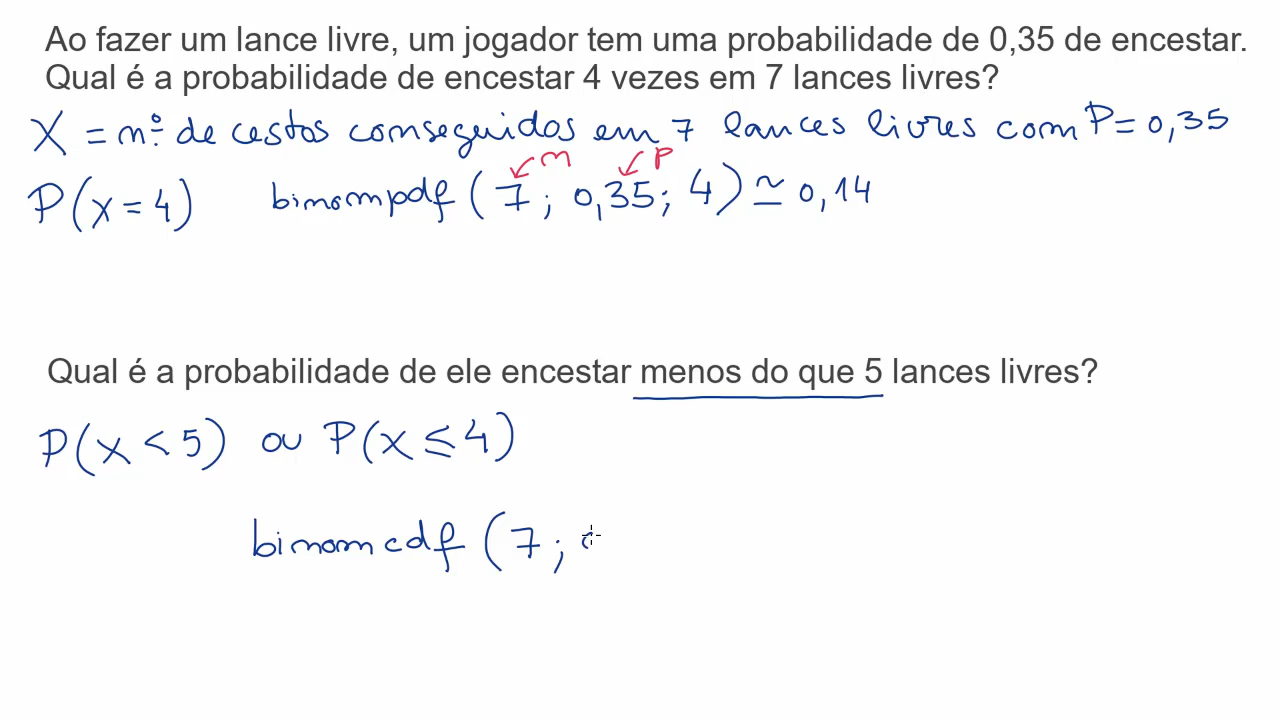 Ao fazer um lance livre, um jogador tem uma probabilidade de 0,35 de encestar.
Qual é a probabilidade de encestar 4 vezes em 7 lances livres?
X = nº de cestos conseguidos em 7 lances livres com P = 0,35
n p
P(x = 4) binompdf (7; 0,35; 4) ≃ 0,14
Qual é a probabilidade de ele encestar menos do que 5 lances livres?
P(x < 5) ou P(x ≤ 4)
binomcdf (7;